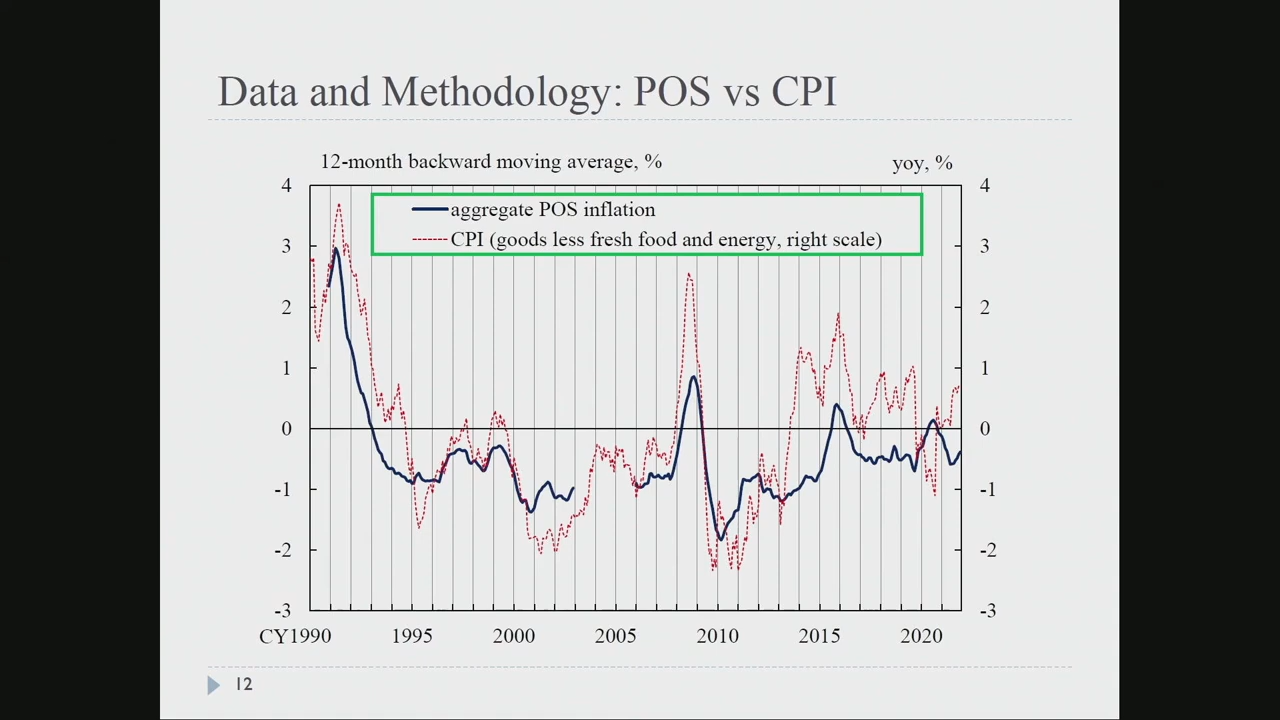 Data and Methodology: POS vs CPI
12-month backward moving average, %
yoy, %
4
4
aggregate POS inflation
CPI (goods less fresh food and energy, right scale)
3
3
2
2
1
1
0
0
-1
-1
-2
-2
-3
-3
CY1990 1995 2000 2005 2010 2015 2020
12